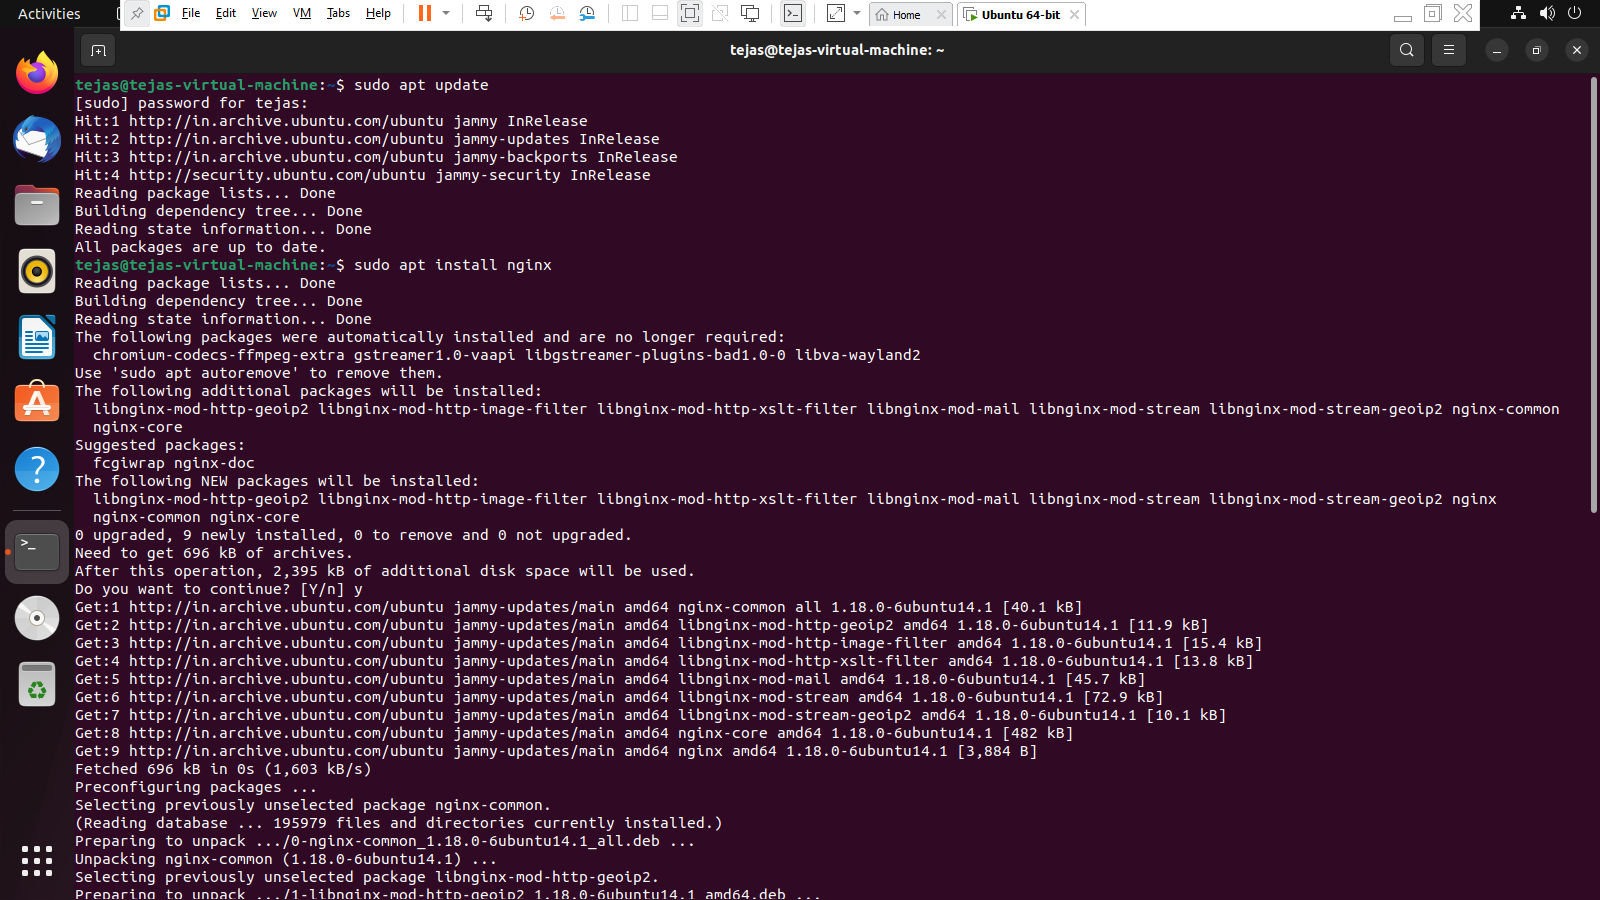 Activities
File Edit View VM Tabs Help
Home
Ubuntu 64-bit
tejas@tejas-virtual-machine: ~
tejas@tejas-virtual-machine:~$ sudo apt update
[sudo] password for tejas:
Hit:1 http://in.archive.ubuntu.com/ubuntu jammy InRelease
Hit:2 http://in.archive.ubuntu.com/ubuntu jammy-updates InRelease
Hit:3 http://in.archive.ubuntu.com/ubuntu jammy-backports InRelease
Hit:4 http://security.ubuntu.com/ubuntu jammy-security InRelease
Reading package lists... Done
Building dependency tree... Done
Reading state information... Done
All packages are up to date.
tejas@tejas-virtual-machine:~$ sudo apt install nginx
Reading package lists... Done
Building dependency tree... Done
Reading state information... Done
The following packages were automatically installed and are no longer required:
  chromium-codecs-ffmpeg-extra gstreamer1.0-vaapi libgstreamer-plugins-bad1.0-0 libva-wayland2
Use 'sudo apt autoremove' to remove them.
The following additional packages will be installed:
  libnginx-mod-http-geoip2 libnginx-mod-http-image-filter libnginx-mod-http-xslt-filter libnginx-mod-mail libnginx-mod-stream libnginx-mod-stream-geoip2 nginx-common
  nginx-core
Suggested packages:
  fcgiwrap nginx-doc
The following NEW packages will be installed:
  libnginx-mod-http-geoip2 libnginx-mod-http-image-filter libnginx-mod-http-xslt-filter libnginx-mod-mail libnginx-mod-stream libnginx-mod-stream-geoip2 nginx
  nginx-common nginx-core
0 upgraded, 9 newly installed, 0 to remove and 0 not upgraded.
Need to get 696 kB of archives.
After this operation, 2,395 kB of additional disk space will be used.
Do you want to continue? [Y/n] y
Get:1 http://in.archive.ubuntu.com/ubuntu jammy-updates/main amd64 nginx-common all 1.18.0-6ubuntu14.1 [40.1 kB]
Get:2 http://in.archive.ubuntu.com/ubuntu jammy-updates/main amd64 libnginx-mod-http-geoip2 amd64 1.18.0-6ubuntu14.1 [11.9 kB]
Get:3 http://in.archive.ubuntu.com/ubuntu jammy-updates/main amd64 libnginx-mod-http-image-filter amd64 1.18.0-6ubuntu14.1 [15.4 kB]
Get:4 http://in.archive.ubuntu.com/ubuntu jammy-updates/main amd64 libnginx-mod-http-xslt-filter amd64 1.18.0-6ubuntu14.1 [13.8 kB]
Get:5 http://in.archive.ubuntu.com/ubuntu jammy-updates/main amd64 libnginx-mod-mail amd64 1.18.0-6ubuntu14.1 [45.7 kB]
Get:6 http://in.archive.ubuntu.com/ubuntu jammy-updates/main amd64 libnginx-mod-stream amd64 1.18.0-6ubuntu14.1 [72.9 kB]
Get:7 http://in.archive.ubuntu.com/ubuntu jammy-updates/main amd64 libnginx-mod-stream-geoip2 amd64 1.18.0-6ubuntu14.1 [10.1 kB]
Get:8 http://in.archive.ubuntu.com/ubuntu jammy-updates/main amd64 nginx-core amd64 1.18.0-6ubuntu14.1 [482 kB]
Get:9 http://in.archive.ubuntu.com/ubuntu jammy-updates/main amd64 nginx amd64 1.18.0-6ubuntu14.1 [3,884 B]
Fetched 696 kB in 0s (1,603 kB/s)
Preconfiguring packages ...
Selecting previously unselected package nginx-common.
(Reading database ... 195979 files and directories currently installed.)
Preparing to unpack .../0-nginx-common_1.18.0-6ubuntu14.1_all.deb ...
Unpacking nginx-common (1.18.0-6ubuntu14.1) ...
Selecting previously unselected package libnginx-mod-http-geoip2.
Preparing to unpack .../1-libnginx-mod-http-geoip2_1.18.0-6ubuntu14.1_amd64.deb ...